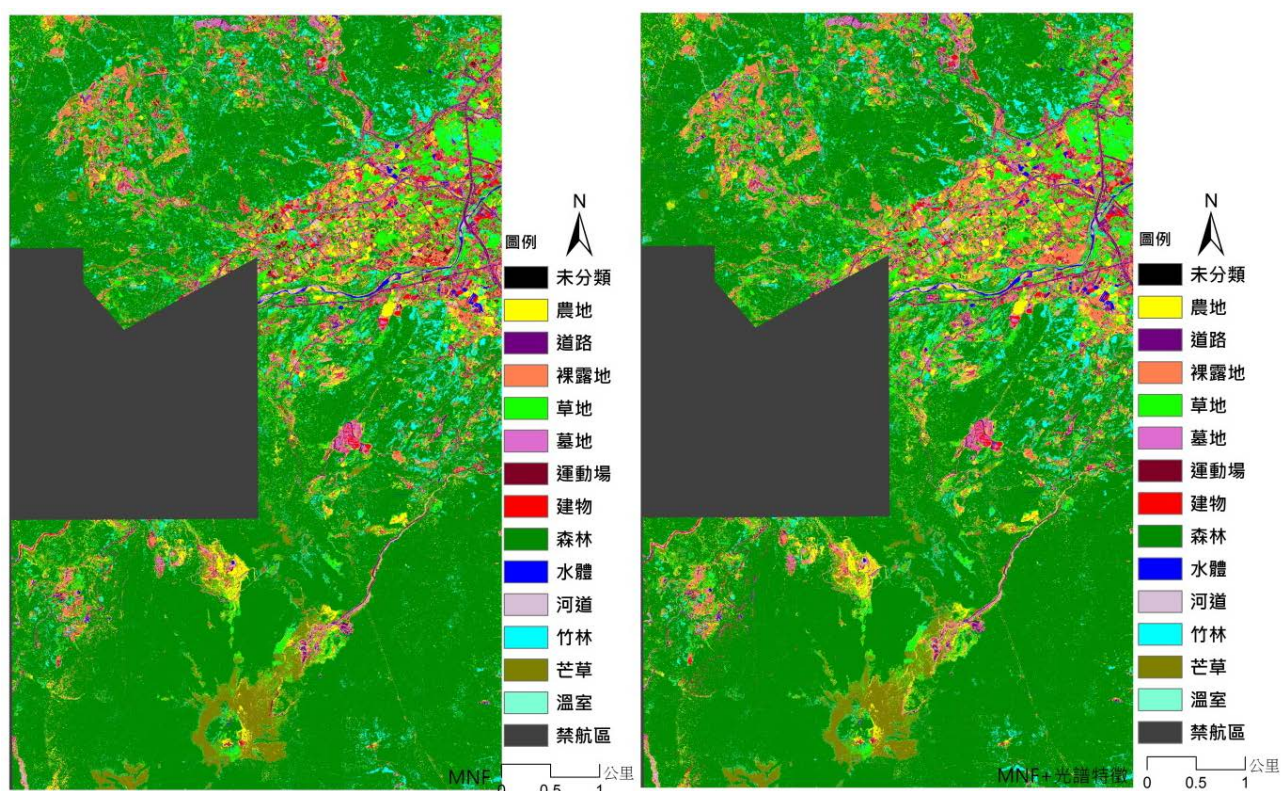 N
圖例
未分類
農地
道路
裸露地
草地
墓地
運動場
建物
森林
水體
河道
竹林
芒草
溫室
禁航區
MNF
公里
0 0.5 1
N
圖例
未分類
農地
道路
裸露地
草地
墓地
運動場
建物
森林
水體
河道
竹林
芒草
溫室
禁航區
MNF+光譜特徵
公里
0 0.5 1